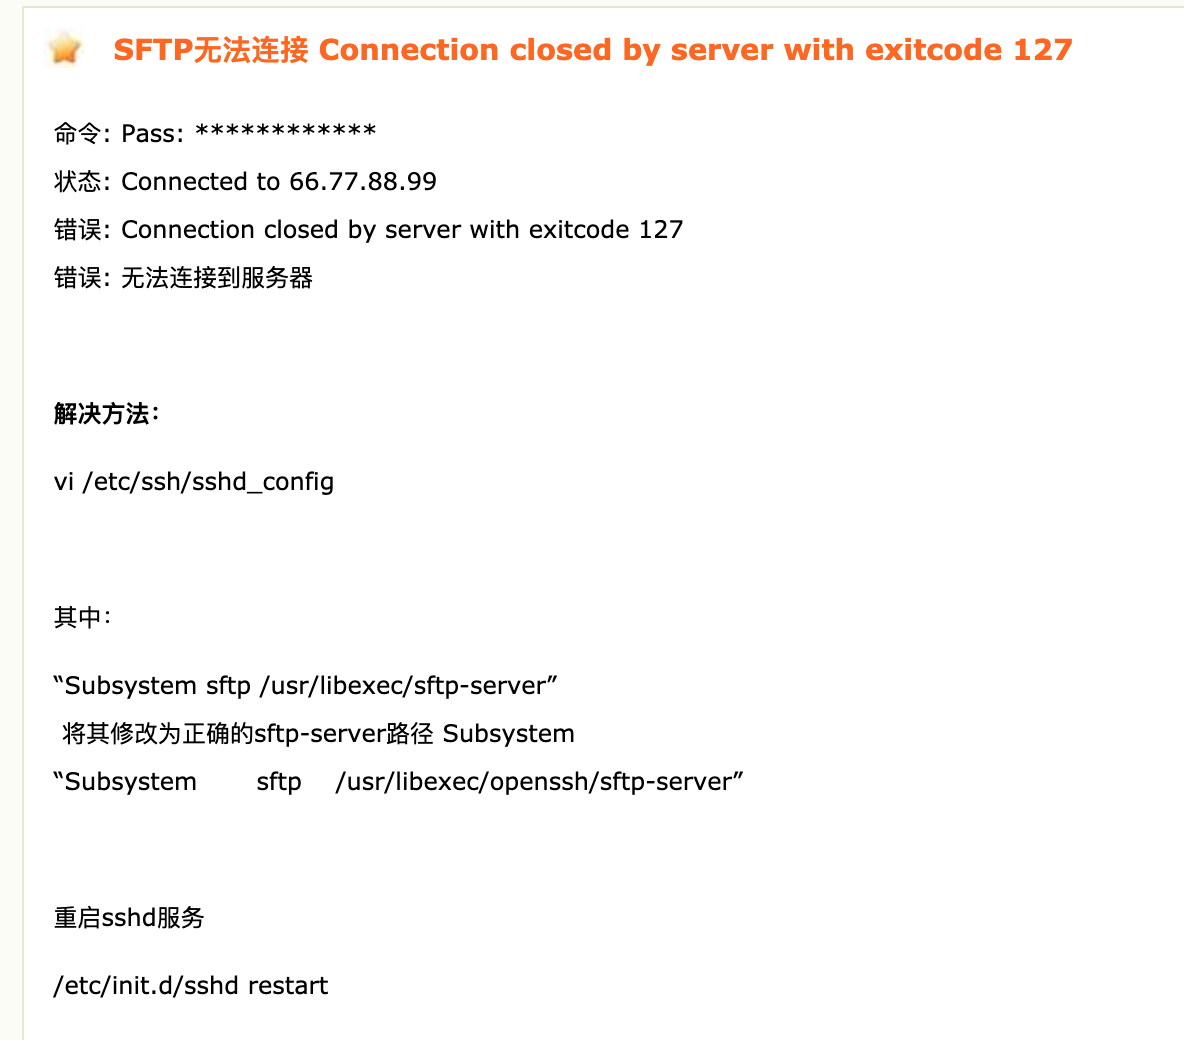 SFTP无法连接 Connection closed by server with exitcode 127
命令: Pass: ************
状态: Connected to 66.77.88.99
错误: Connection closed by server with exitcode 127
错误: 无法连接到服务器
解决方法：
vi /etc/ssh/sshd_config
其中：
“Subsystem sftp /usr/libexec/sftp-server”
将其修改为正确的sftp-server路径 Subsystem
“Subsystem sftp /usr/libexec/openssh/sftp-server”
重启sshd服务
/etc/init.d/sshd restart